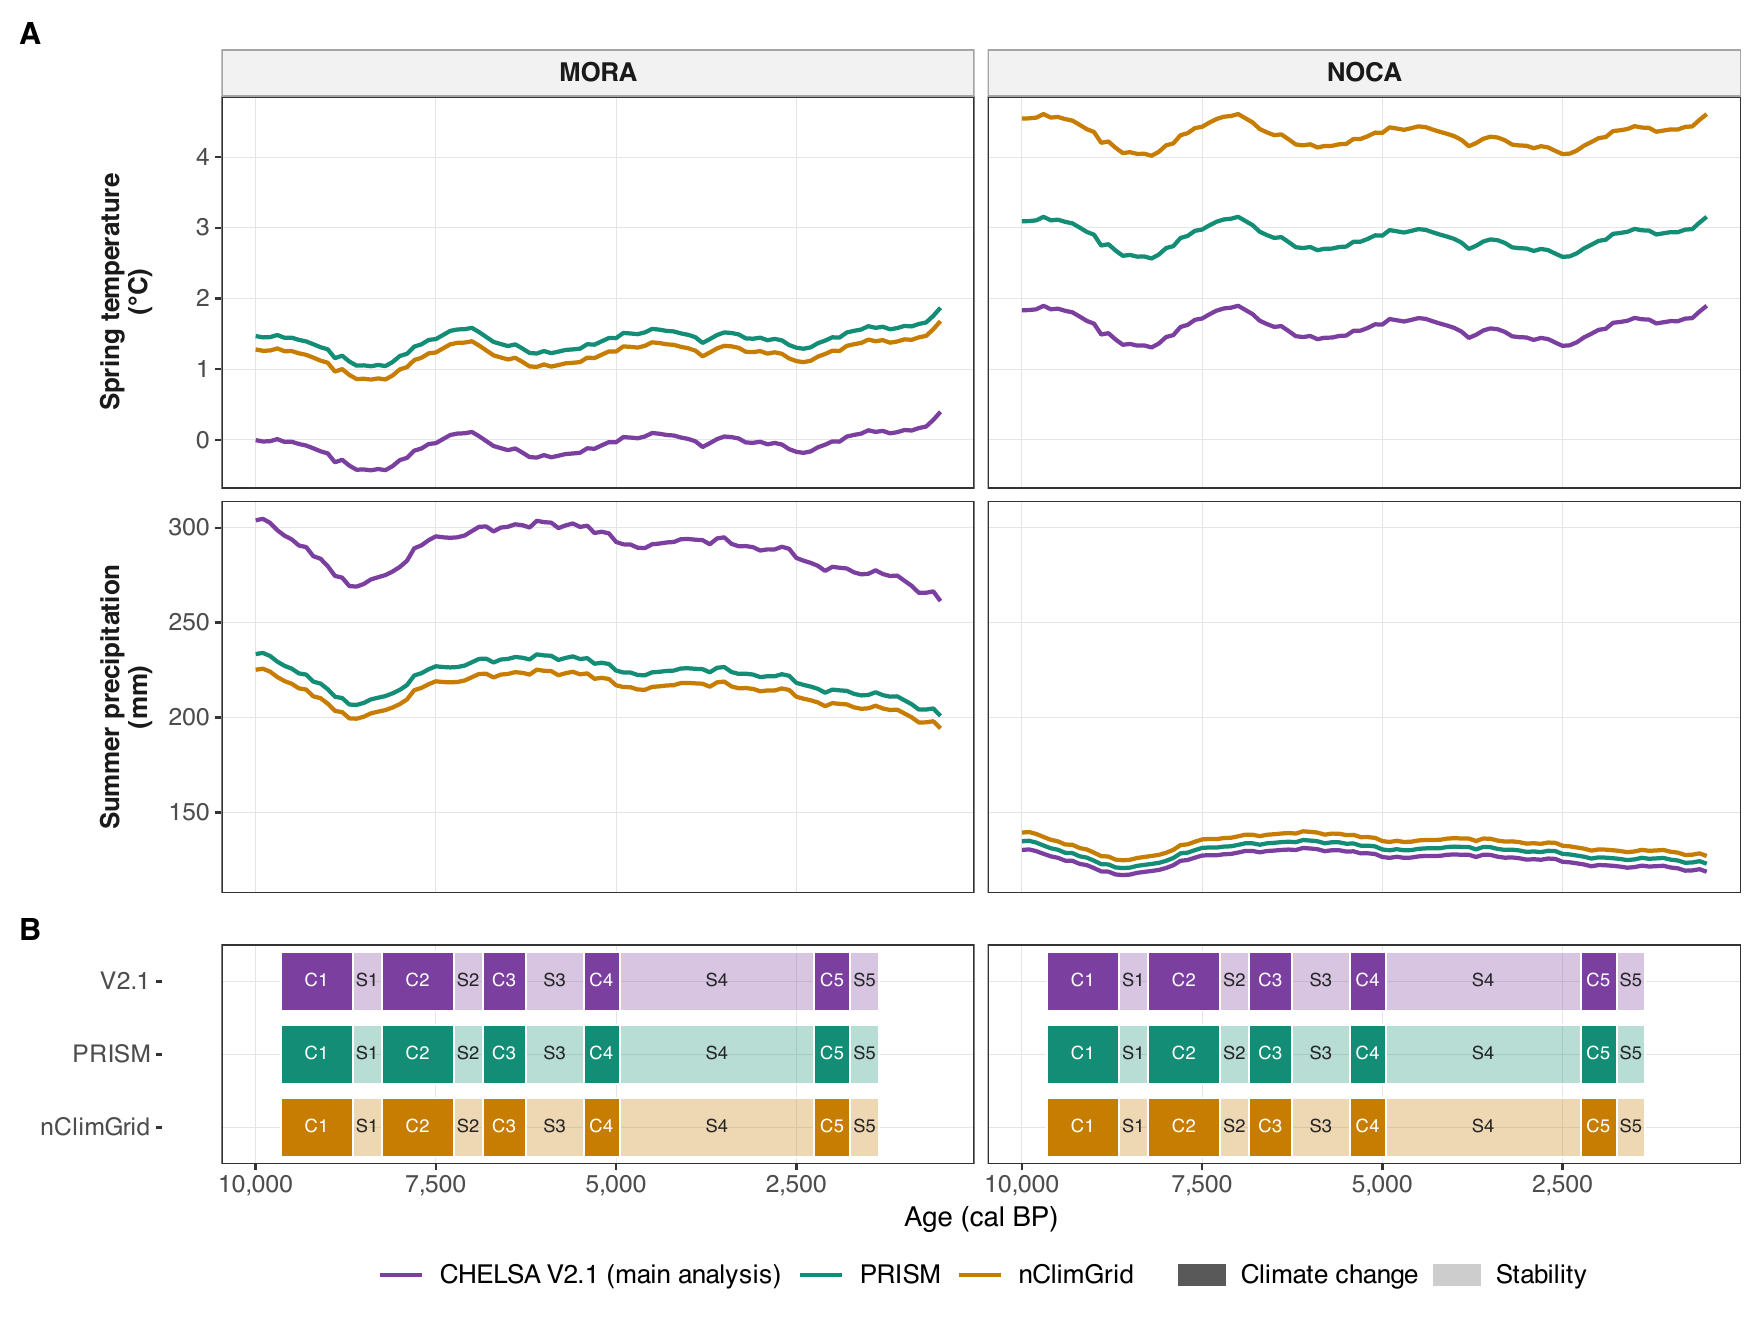 A
MORA
NOCA
Spring temperature
(°C)
4
3
2
1
0
Summer precipitation
(mm)
300
250
200
150
B
V2.1
C1 S1 C2 S2 C3 S3 C4 S4 C5 S5
C1 S1 C2 S2 C3 S3 C4 S4 C5 S5
PRISM
C1 S1 C2 S2 C3 S3 C4 S4 C5 S5
C1 S1 C2 S2 C3 S3 C4 S4 C5 S5
nClimGrid
C1 S1 C2 S2 C3 S3 C4 S4 C5 S5
C1 S1 C2 S2 C3 S3 C4 S4 C5 S5
10,000 7,500 5,000 2,500
10,000 7,500 5,000 2,500
Age (cal BP)
CHELSA V2.1 (main analysis) PRISM nClimGrid Climate change Stability